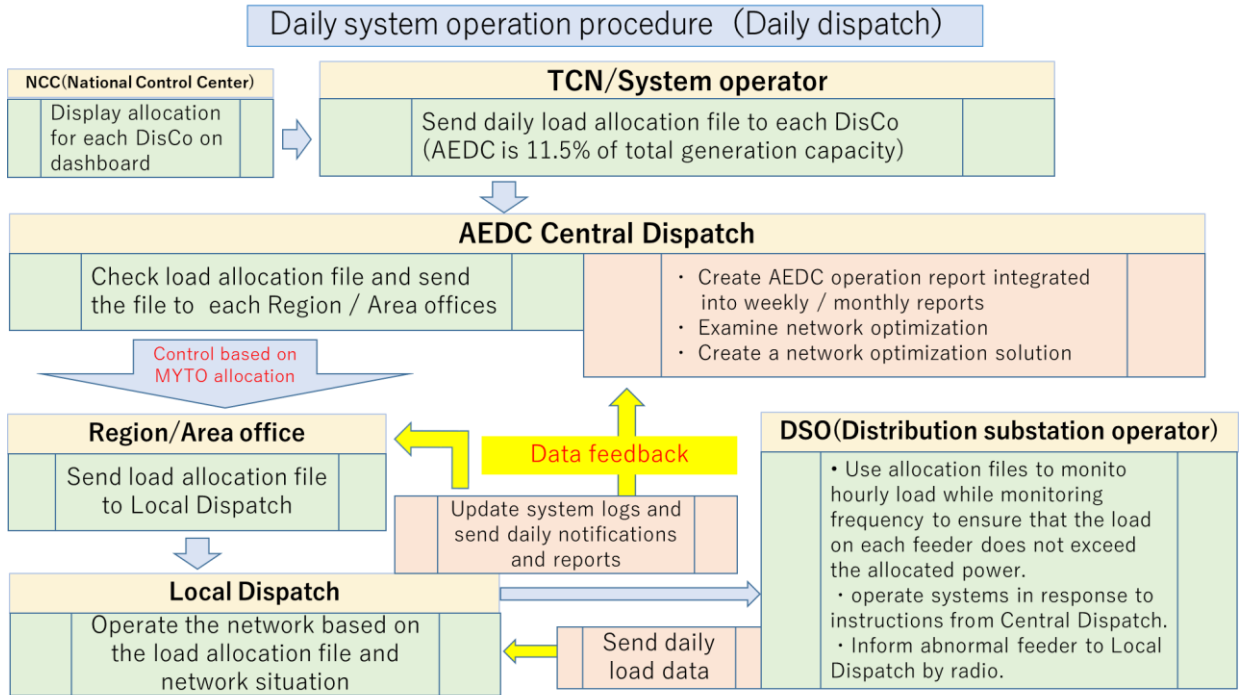 Daily system operation procedure (Daily dispatch)
NCC(National Control Center)
Display allocation
for each DisCo on
dashboard
TCN/System operator
Send daily load allocation file to each DisCo
(AEDC is 11.5% of total generation capacity)
AEDC Central Dispatch
Check load allocation file and send
the file to each Region / Area offices
・ Create AEDC operation report integrated
into weekly / monthly reports
・ Examine network optimization
・ Create a network optimization solution
Control based on
MYTO allocation
Region/Area office
Send load allocation file
to Local Dispatch
Data feedback
Update system logs and
send daily notifications
and reports
DSO(Distribution substation operator)
• Use allocation files to monito
hourly load while monitoring
frequency to ensure that the load
on each feeder does not exceed
the allocated power.
・ operate systems in response to
instructions from Central Dispatch.
・ Inform abnormal feeder to Local
Dispatch by radio.
Local Dispatch
Operate the network based on
the load allocation file and
network situation
Send daily
load data